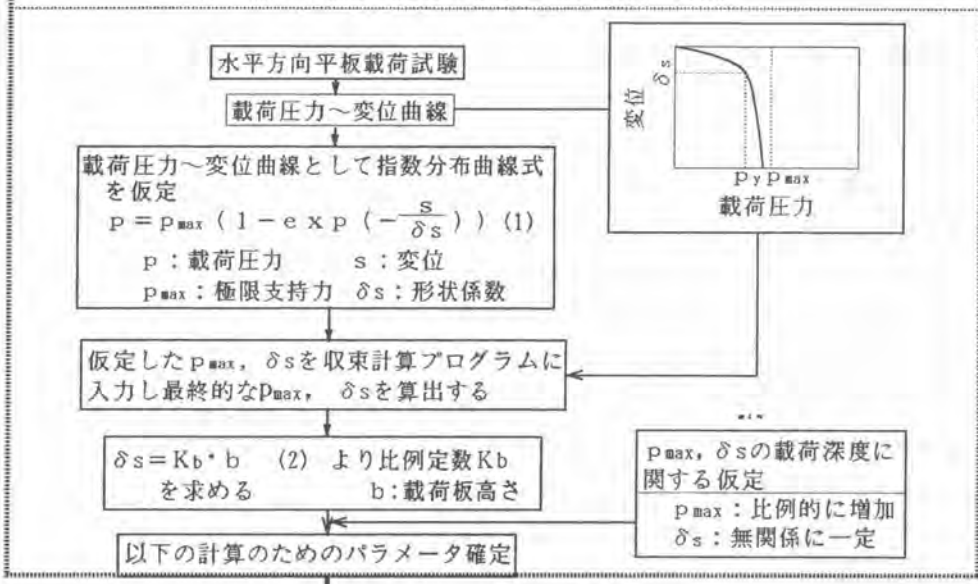 水平方向平板載荷試験
載荷圧力～変位曲線
載荷圧力～変位曲線として指数分布曲線式
を仮定
p＝pmax（1－exp（－s/δs））(1)
p：載荷圧力　s：変位
pmax：極限支持力　δs：形状係数
仮定したpmax，δsを収束計算プログラムに
入力し最終的なpmax，δsを算出する
δs＝Kb・b　(2)　より比例定数Kb
を求める　b：載荷板高さ
以下の計算のためのパラメータ確定
δs
変位
py pmax
載荷圧力
pmax，δsの載荷深度に
関する仮定
pmax：比例的に増加
δs：無関係に一定